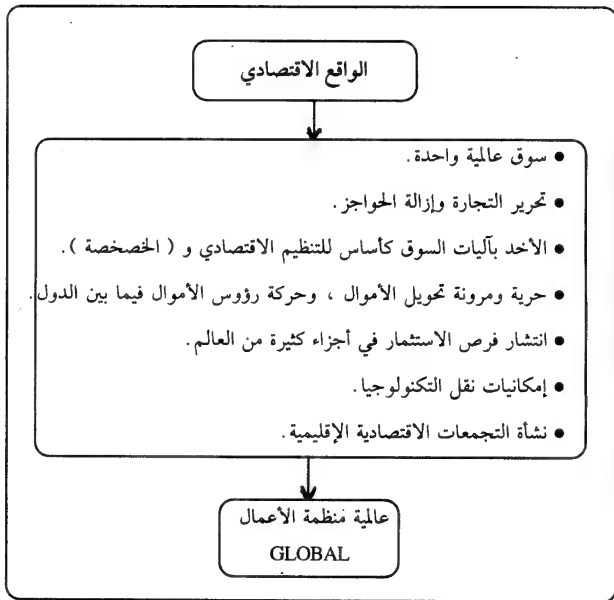 الواقع الاقتصادي
● سوق عالمية واحدة.
● تحرير التجارة وإزالة الحواجز.
● الأخد بآليات السوق كأساس للتنظيم الاقتصادي و ( الخصخصة ).
● حرية ومرونة تحويل الأموال ، وحركة رؤوس الأموال فيما بين الدول.
● انتشار فرص الاستثمار في أجزاء كثيرة من العالم.
● إمكانيات نقل التكنولوجيا.
● نشأة التجمعات الاقتصادية الإقليمية.
عالمية منظمة الأعمال
GLOBAL